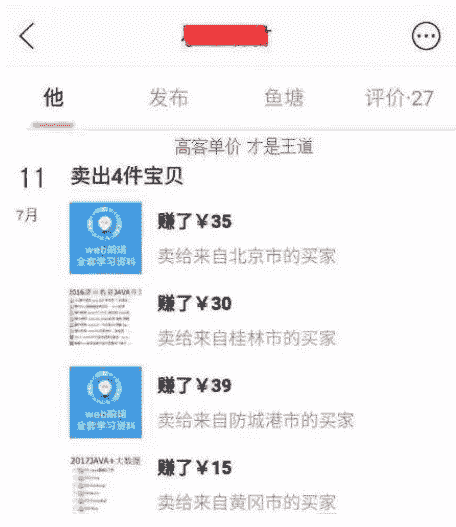 他
发布
鱼塘
评价·27
高客单价 才是王道
11
7月
卖出4件宝贝
web前端
全套学习资料
赚了￥35
卖给来自北京市的买家
赚了￥30
卖给来自桂林市的买家
web前端
全套学习资料
赚了￥39
卖给来自防城港市的买家
2017JAVA+大数据
赚了￥15
卖给来自黄冈市的买家